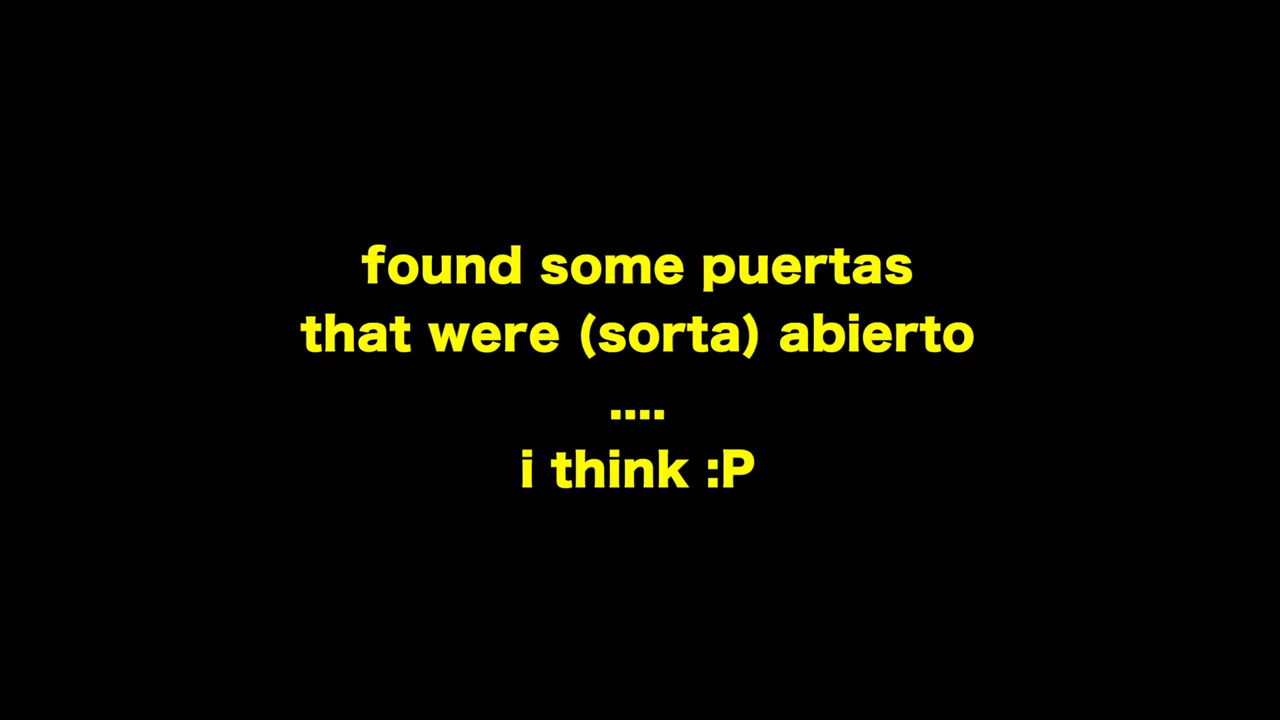 found some puertas
that were (sorta) abierto
....
i think :P